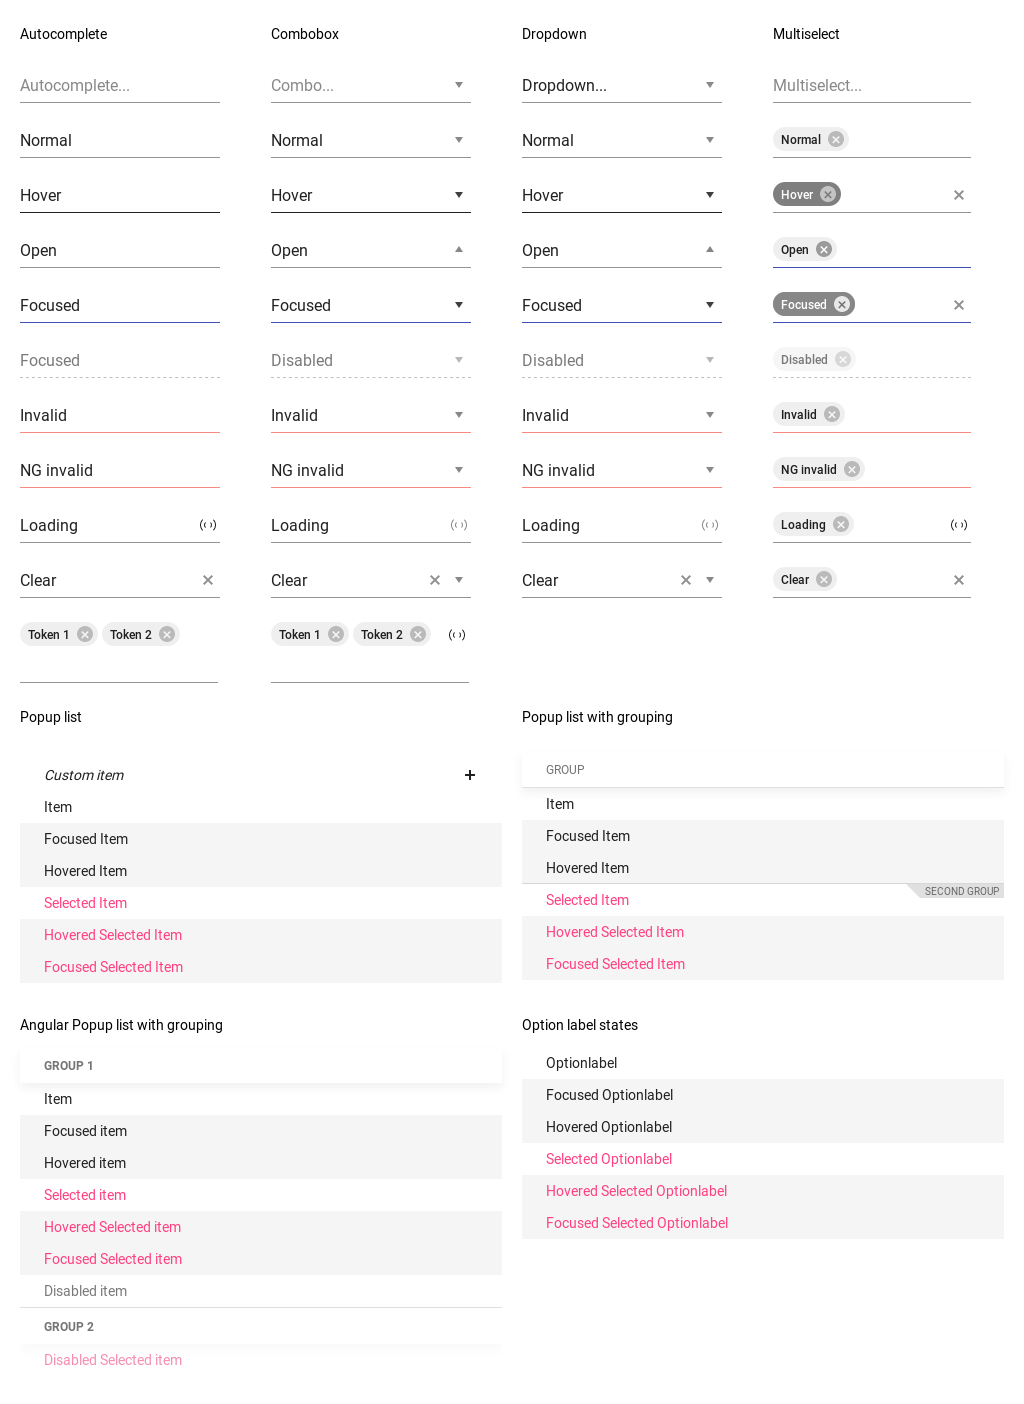 Autocomplete Combobox Dropdown Multiselect
Autocomplete... Combo... Dropdown... Multiselect...
Normal Normal Normal Normal
Hover Hover Hover Hover
Open Open Open Open
Focused Focused Focused Focused
Focused Disabled Disabled Disabled
Invalid Invalid Invalid Invalid
NG invalid NG invalid NG invalid NG invalid
Loading Loading Loading Loading
Clear Clear Clear Clear
Token 1 Token 2 Token 1 Token 2
Popup list
Custom item
Item
Focused Item
Hovered Item
Selected Item
Hovered Selected Item
Focused Selected Item
Popup list with grouping
GROUP
Item
Focused Item
Hovered Item
SECOND GROUP
Selected Item
Hovered Selected Item
Focused Selected Item
Angular Popup list with grouping
GROUP 1
Item
Focused item
Hovered item
Selected item
Hovered Selected item
Focused Selected item
Disabled item
GROUP 2
Disabled Selected item
Option label states
Optionlabel
Focused Optionlabel
Hovered Optionlabel
Selected Optionlabel
Hovered Selected Optionlabel
Focused Selected Optionlabel